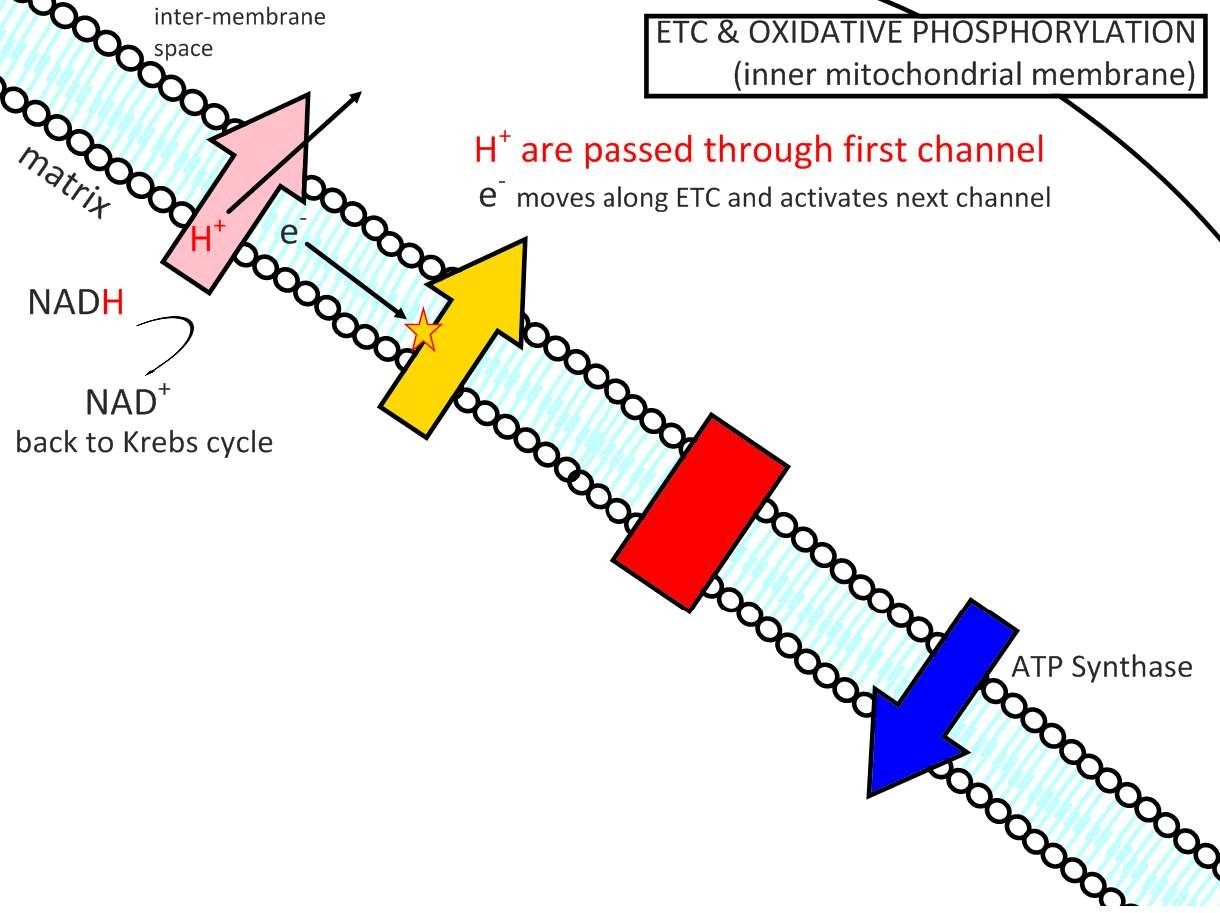 inter-membrane
space
ETC & OXIDATIVE PHOSPHORYLATION
(inner mitochondrial membrane)
H⁺ are passed through first channel
e⁻ moves along ETC and activates next channel
matrix
H⁺
e⁻
NADH
NAD⁺
back to Krebs cycle
ATP Synthase